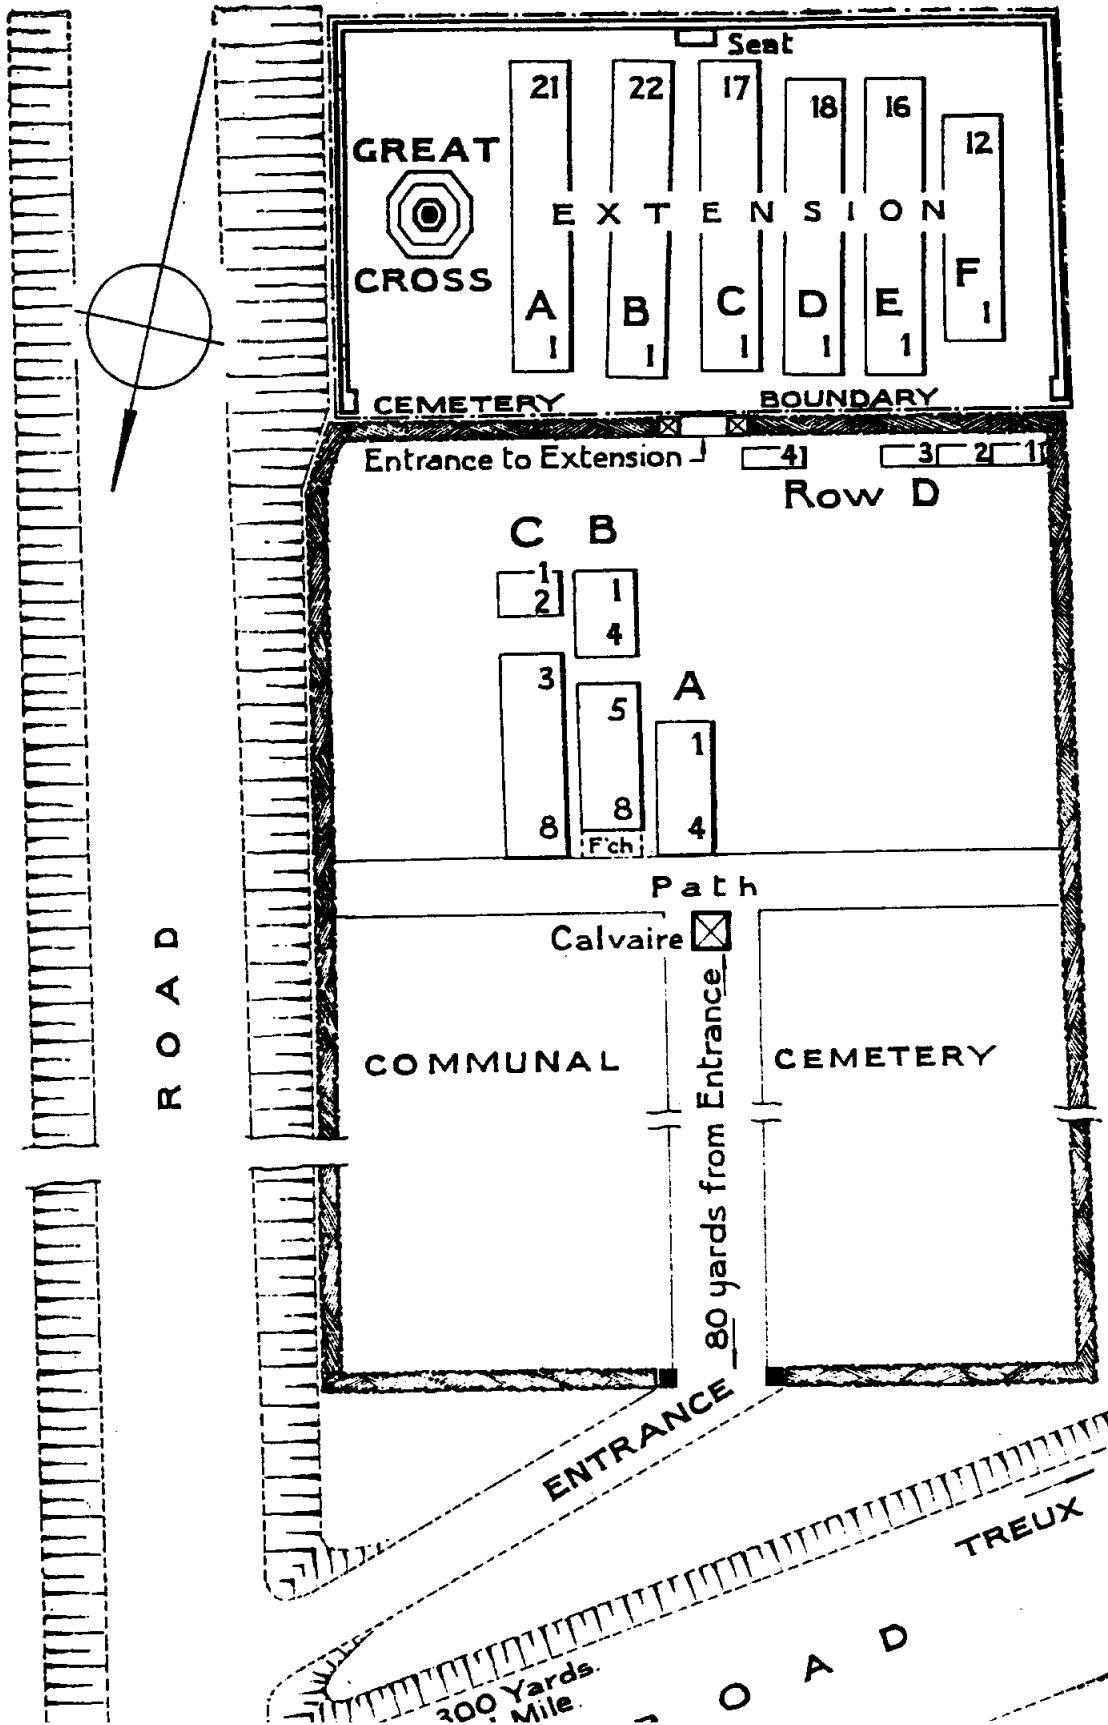 Seat
21 22 17 18 16 12
GREAT
CROSS
EXTENSION
A B C D E F
1 1 1 1 1 1
CEMETERY BOUNDARY
Entrance to Extension
4 3 2 1
Row D
C B
1 1
2 4
A
3 5 1
8 8 4
F'ch
Path
Calvaire
ROAD
COMMUNAL CEMETERY
80 yards from Entrance
ENTRANCE
TREUX
300 Yards.
Mile.
OAD